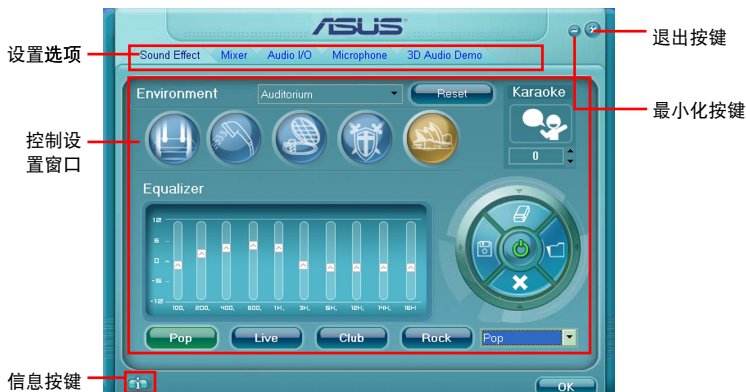 ASUS
退出按键
设置选项
Sound Effect Mixer Audio I/O Microphone 3D Audio Demo
最小化按键
Environment Auditorium Reset Karaoke
控制设
置窗口
0
Equalizer
12
6
0
-6
-12
100, 200, 400, 600, 1K, 3K, 6K, 12K, 14K, 16K
Pop Live Club Rock Pop
信息按键
i
OK